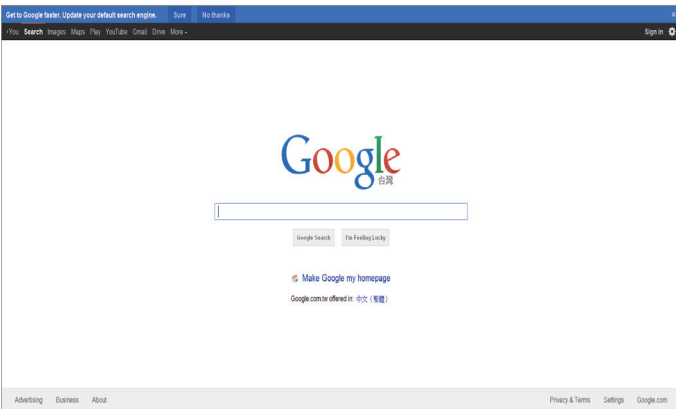 Get to Google faster. Update your default search engine. Sure No thanks ×
+You Search Images Maps Play YouTube Gmail Drive More Sign in
Google
台灣
Google Search I'm Feeling Lucky
Make Google my homepage
Google.com.tw offered in: 中文（繁體）
Advertising Business About Privacy & Terms Settings Google.com